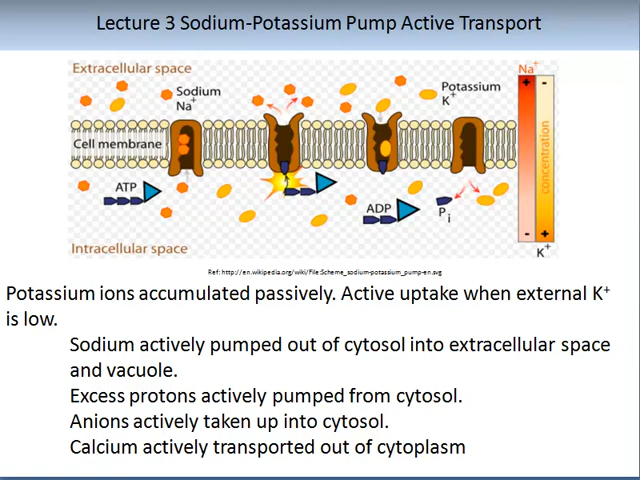 Lecture 3 Sodium-Potassium Pump Active Transport
Extracellular space
Sodium
Na+
Potassium
K+
Na+
-
Cell membrane
concentration
ATP
ADP
Pi
Intracellular space
-
+
K+
Ref: http://en.wikipedia.org/wiki/File:Scheme_sodium-potassium_pump-en.svg
Potassium ions accumulated passively. Active uptake when external K+
is low.
Sodium actively pumped out of cytosol into extracellular space
and vacuole.
Excess protons actively pumped from cytosol.
Anions actively taken up into cytosol.
Calcium actively transported out of cytoplasm